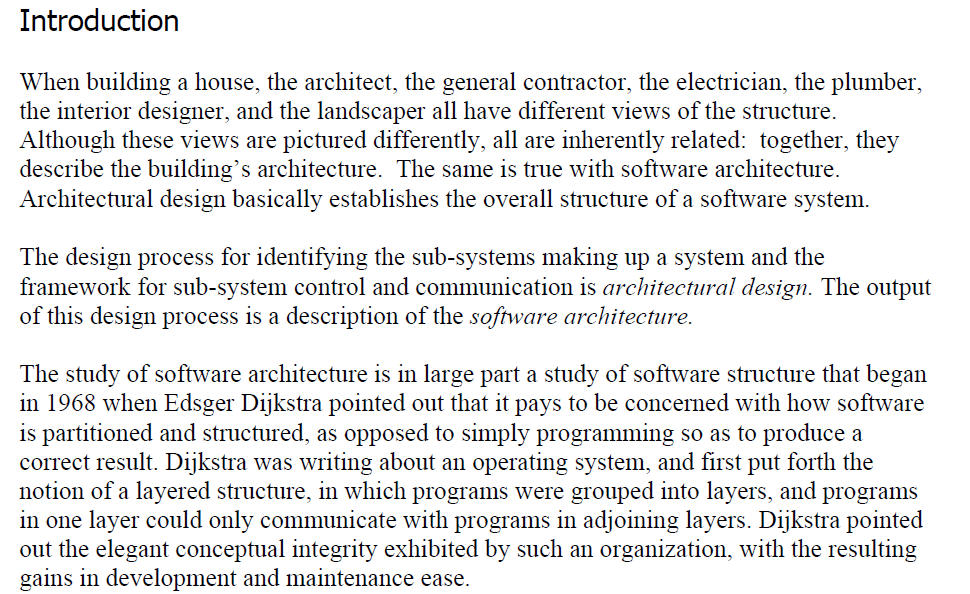 Introduction
When building a house, the architect, the general contractor, the electrician, the plumber,
the interior designer, and the landscaper all have different views of the structure.
Although these views are pictured differently, all are inherently related:  together, they
describe the building’s architecture.  The same is true with software architecture.
Architectural design basically establishes the overall structure of a software system.
The design process for identifying the sub-systems making up a system and the
framework for sub-system control and communication is architectural design. The output
of this design process is a description of the software architecture.
The study of software architecture is in large part a study of software structure that began
in 1968 when Edsger Dijkstra pointed out that it pays to be concerned with how software
is partitioned and structured, as opposed to simply programming so as to produce a
correct result. Dijkstra was writing about an operating system, and first put forth the
notion of a layered structure, in which programs were grouped into layers, and programs
in one layer could only communicate with programs in adjoining layers. Dijkstra pointed
out the elegant conceptual integrity exhibited by such an organization, with the resulting
gains in development and maintenance ease.